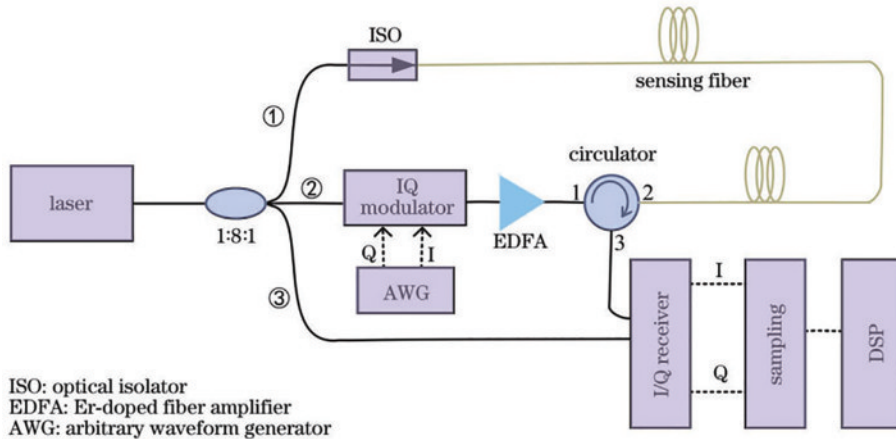 ISO
sensing fiber
①
circulator
laser
②
IQ
modulator
1
2
1:8:1
EDFA
3
Q
I
③
AWG
I/Q receiver
I
Q
sampling
DSP
ISO: optical isolator
EDFA: Er-doped fiber amplifier
AWG: arbitrary waveform generator